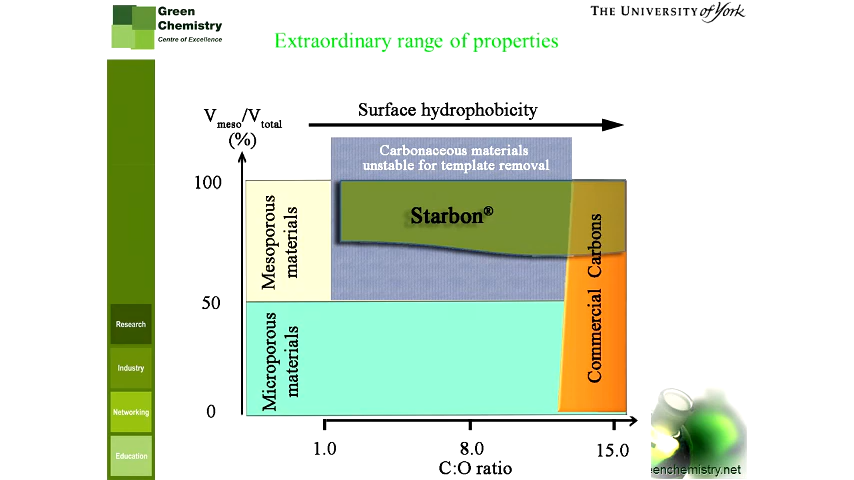 Green
Chemistry
Centre of Excellence
THE UNIVERSITY of York
Extraordinary range of properties
Vmeso/Vtotal
(%)
Surface hydrophobicity
Carbonaceous materials
unstable for template removal
100
50
0
Mesoporous
materials
Starbon®
Commercial Carbons
Microporous
materials
1.0
8.0
15.0
C:O ratio
Research
Industry
Networking
Education
enchemistry.net